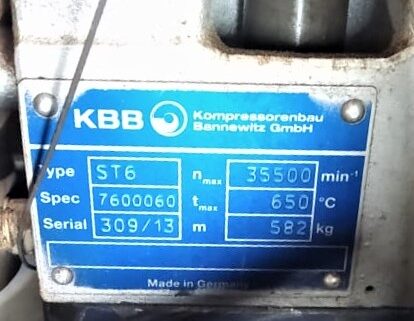 KBB Kompressorenbau
Bannewitz GmbH
Type ST6 n max 35500 min⁻¹
Spec 7600060 t max 650 °C
Serial 309/13 m 582 kg
Made in Germany